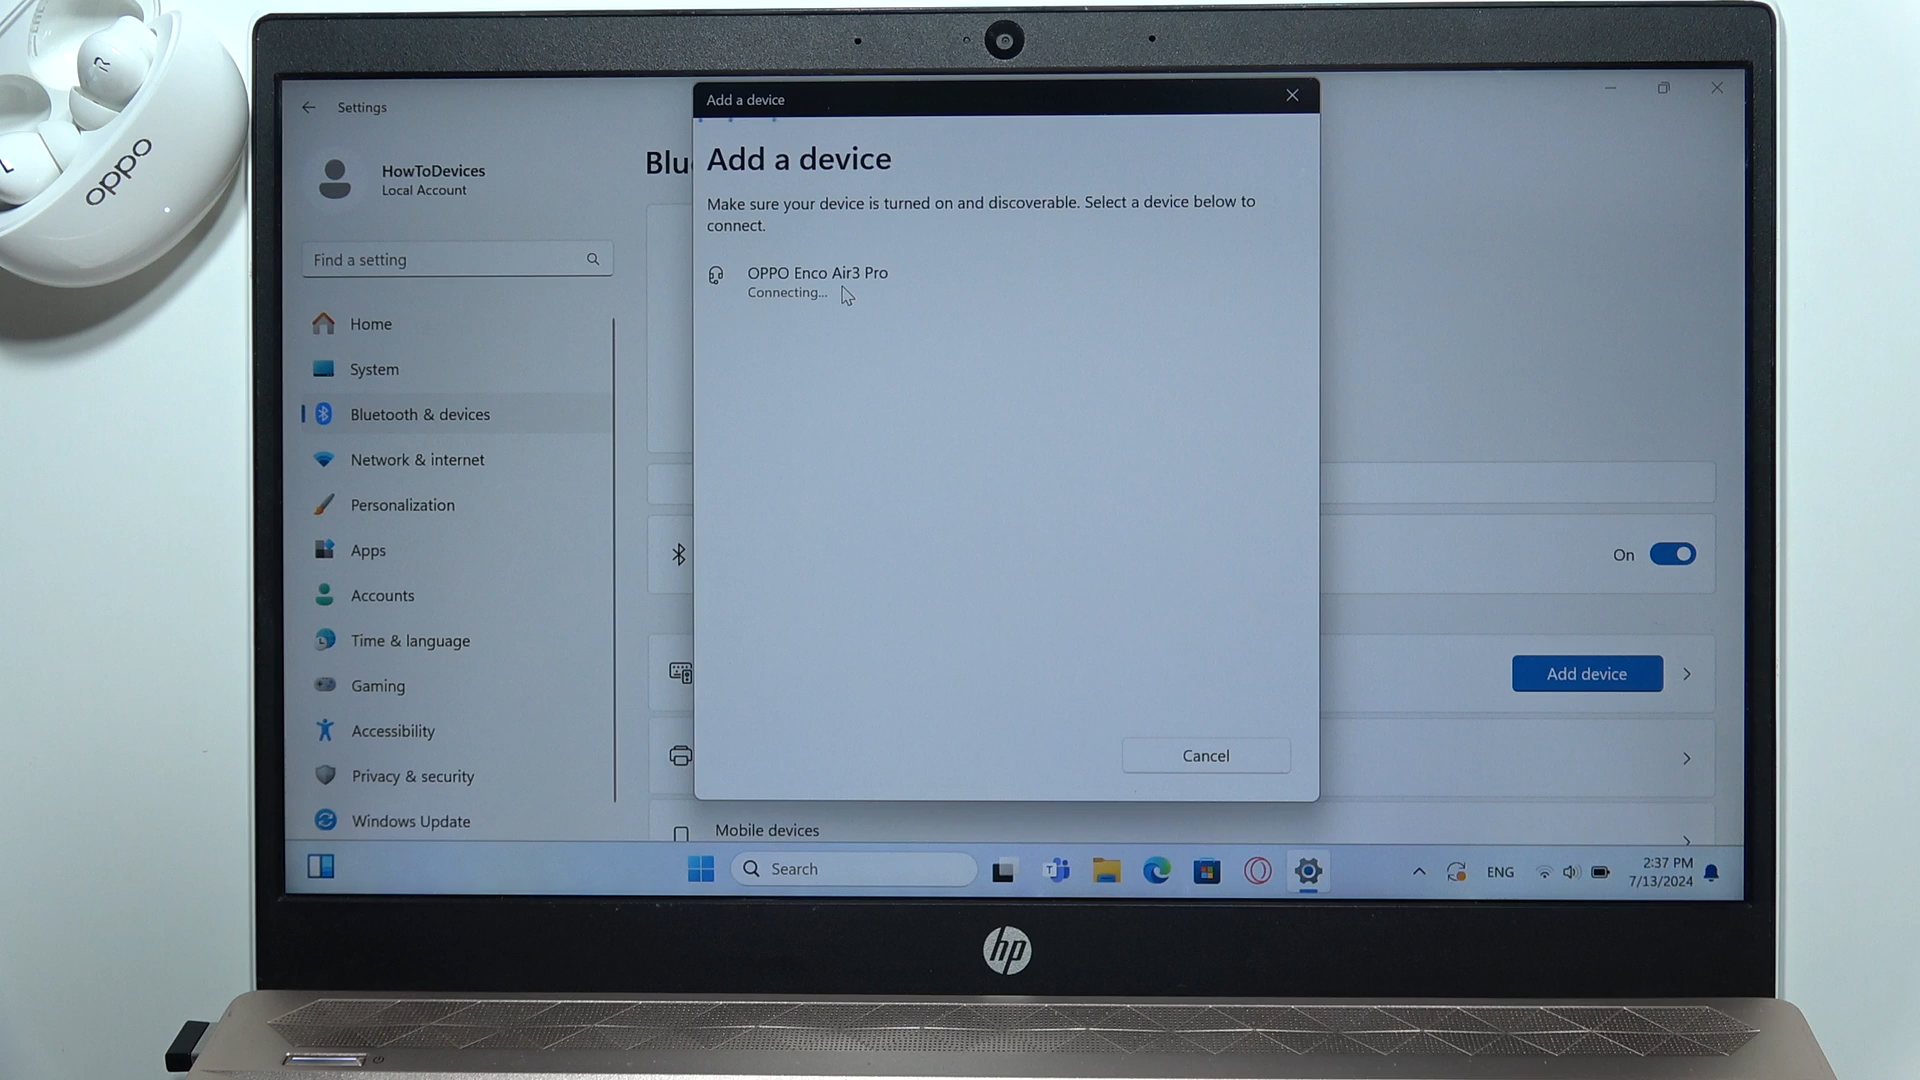 R
L
oppo
Settings
HowToDevices
Local Account
Find a setting
Home
System
Bluetooth & devices
Network & internet
Personalization
Apps
Accounts
Time & language
Gaming
Accessibility
Privacy & security
Windows Update
Blu
Add a device
Add a device
Make sure your device is turned on and discoverable. Select a device below to
connect.
OPPO Enco Air3 Pro
Connecting...
Cancel
On
Add device
Mobile devices
Search
ENG
2:37 PM
7/13/2024
hp